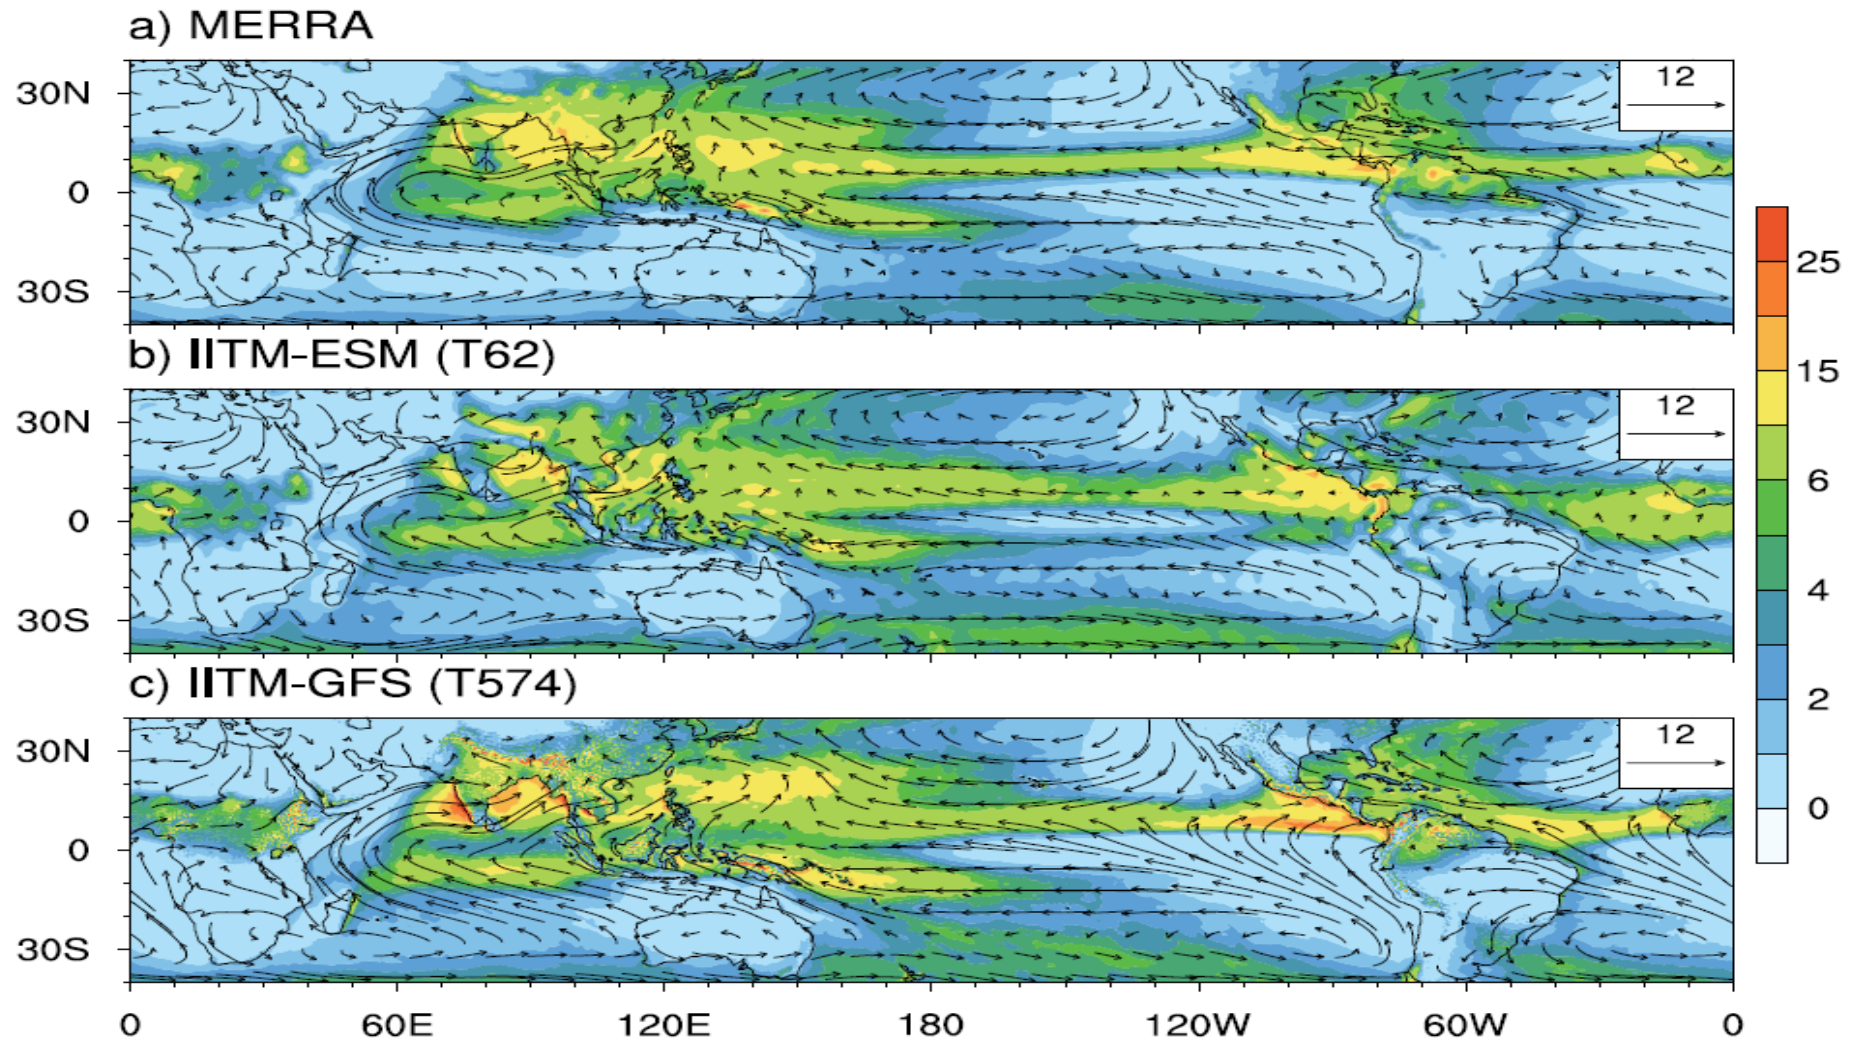 a) MERRA
30N
0
30S
12
b) IITM-ESM (T62)
30N
0
30S
12
c) IITM-GFS (T574)
30N
0
30S
12
0 60E 120E 180 120W 60W 0
25
15
6
4
2
0